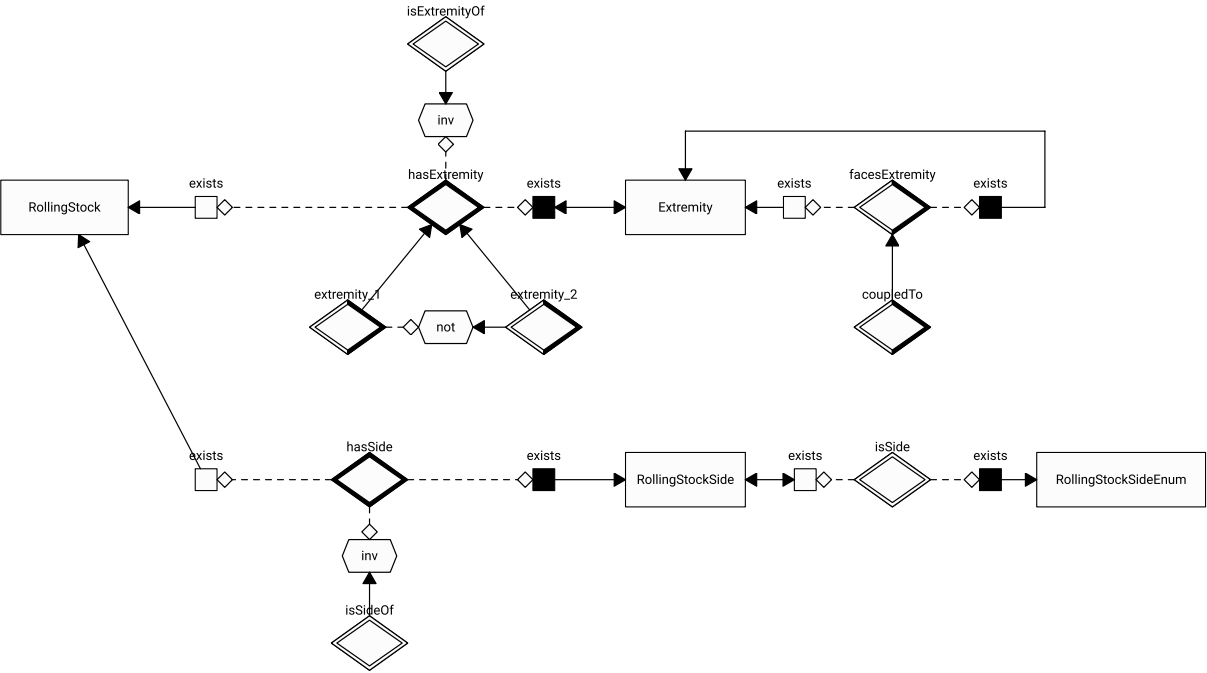 isExtremityOf
inv
hasExtremity
exists
exists
exists
facesExtremity
exists
RollingStock
Extremity
extremity_1
extremity_2
coupledTo
not
hasSide
isSide
exists
exists
exists
exists
RollingStockSide
RollingStockSideEnum
inv
isSideOf